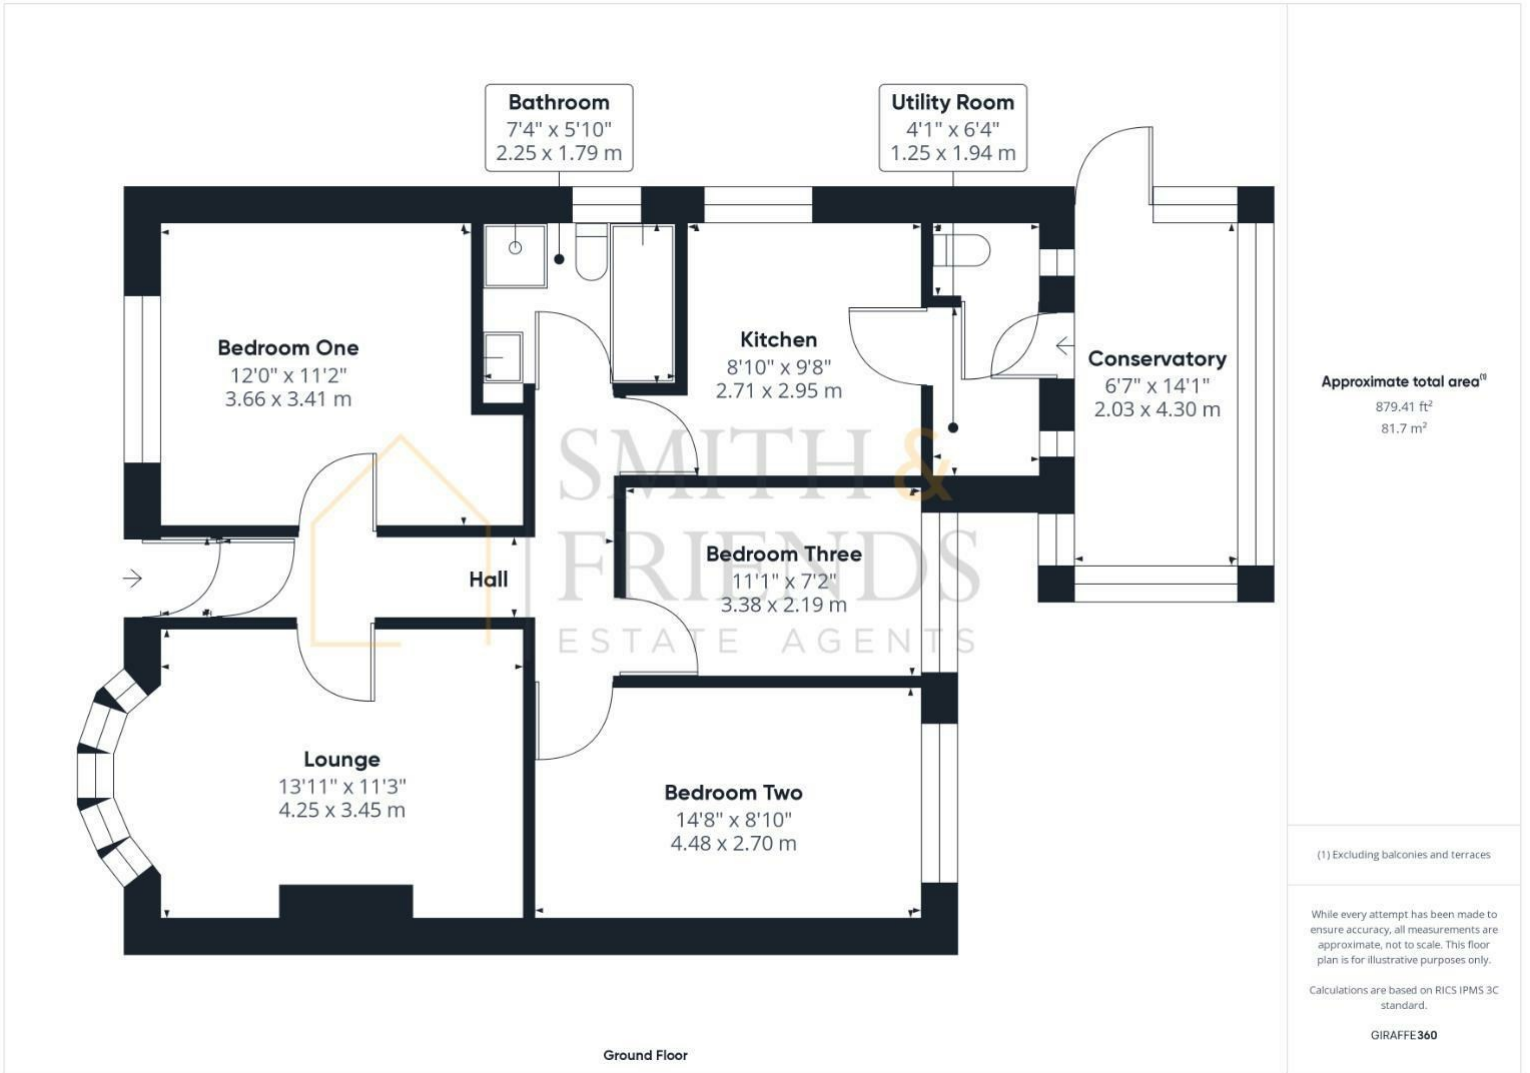 Bathroom
7'4" x 5'10"
2.25 x 1.79 m
Utility Room
4'1" x 6'4"
1.25 x 1.94 m
Bedroom One
12'0" x 11'2"
3.66 x 3.41 m
Kitchen
8'10" x 9'8"
2.71 x 2.95 m
Conservatory
6'7" x 14'1"
2.03 x 4.30 m
SMITH &
FRIENDS
ESTATE AGENTS
Hall
Bedroom Three
11'1" x 7'2"
3.38 x 2.19 m
Lounge
13'11" x 11'3"
4.25 x 3.45 m
Bedroom Two
14'8" x 8'10"
4.48 x 2.70 m
Ground Floor
Approximate total area⁽¹⁾
879.41 ft²
81.7 m²
(1) Excluding balconies and terraces
While every attempt has been made to
ensure accuracy, all measurements are
approximate, not to scale. This floor
plan is for illustrative purposes only.
Calculations are based on RICS IPMS 3C
standard.
GIRAFFE360